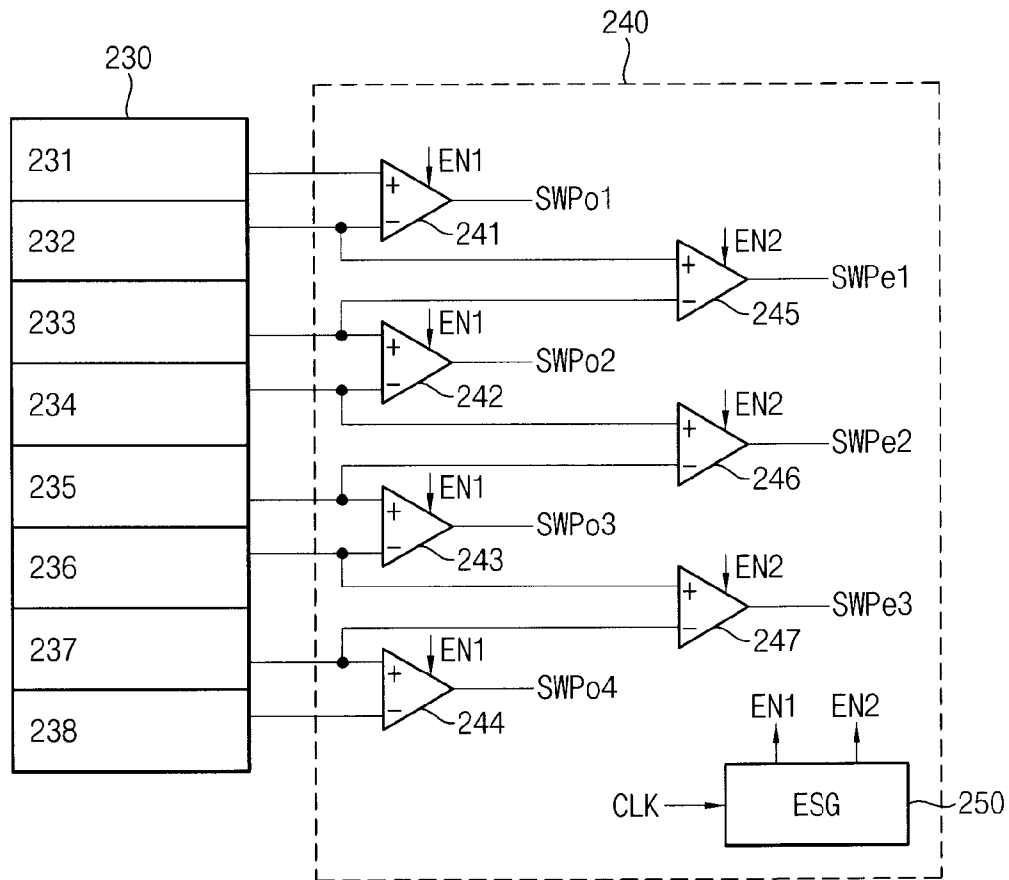 240
230
231
EN1
+
−
SWPo1
241
232
EN2
+
−
SWPe1
245
233
EN1
+
−
SWPo2
242
234
EN2
+
−
SWPe2
246
235
EN1
+
−
SWPo3
243
236
EN2
+
−
SWPe3
247
237
EN1
+
−
SWPo4
244
238
EN1 EN2
CLK ESG 250